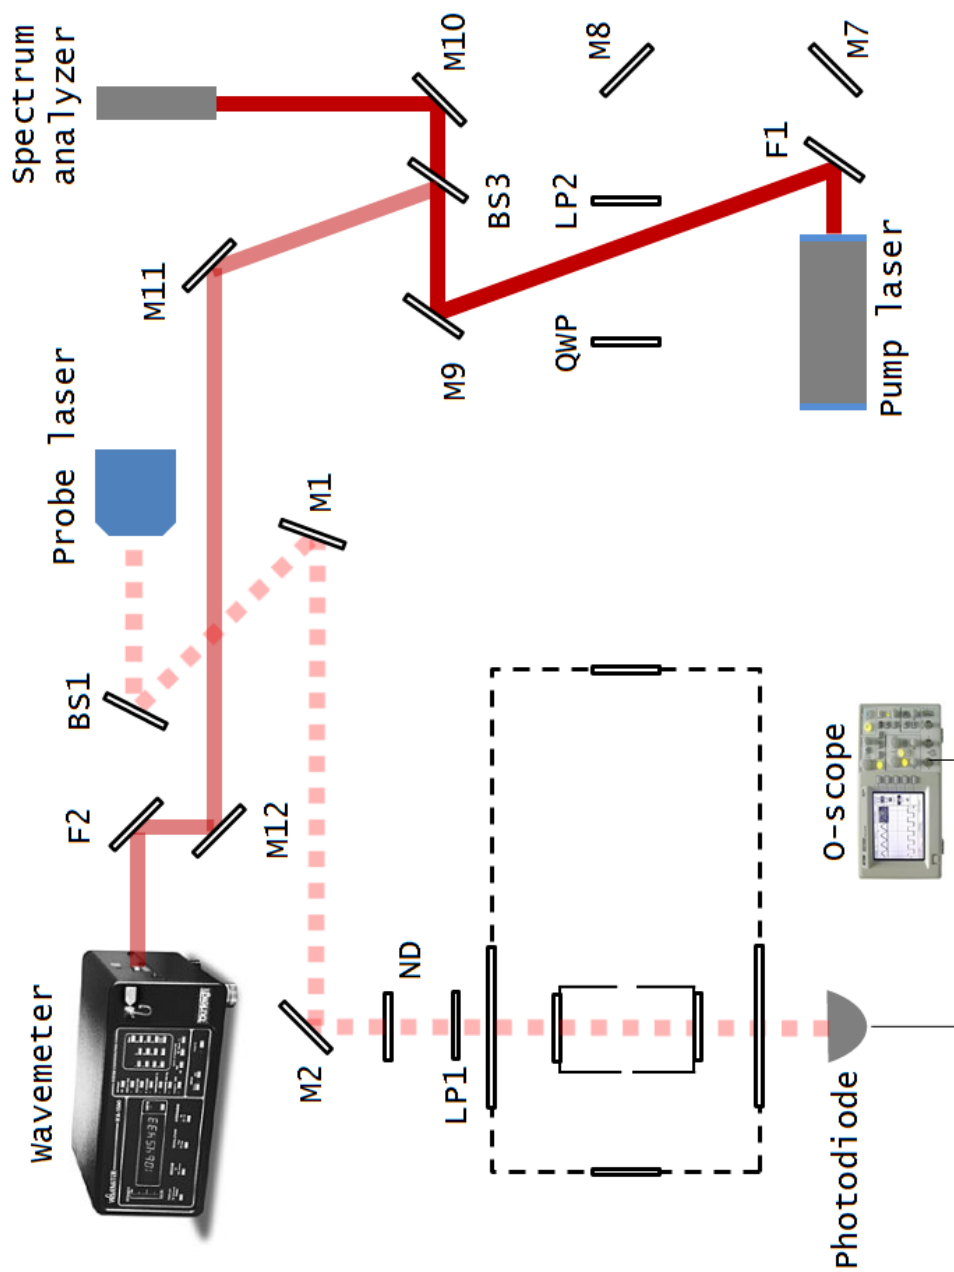 Spectrum
analyzer
M10
M8
M7
F1
LP2
BS3
M11
M9
QWP
Pump laser
Probe laser
M1
BS1
F2
M12
O-scope
ND
Wavemeter
M2
LP1
Photodiode